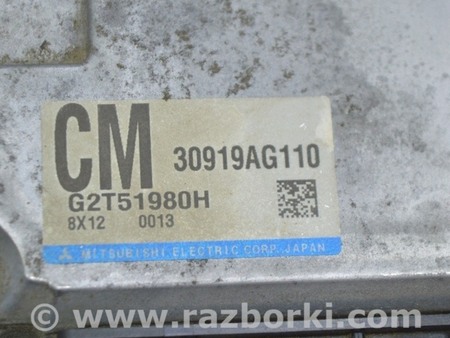 CM 30919AG110
G2T51980H
8X12 0013
MITSUBISHI ELECTRIC CORP. JAPAN
© www.razborki.com